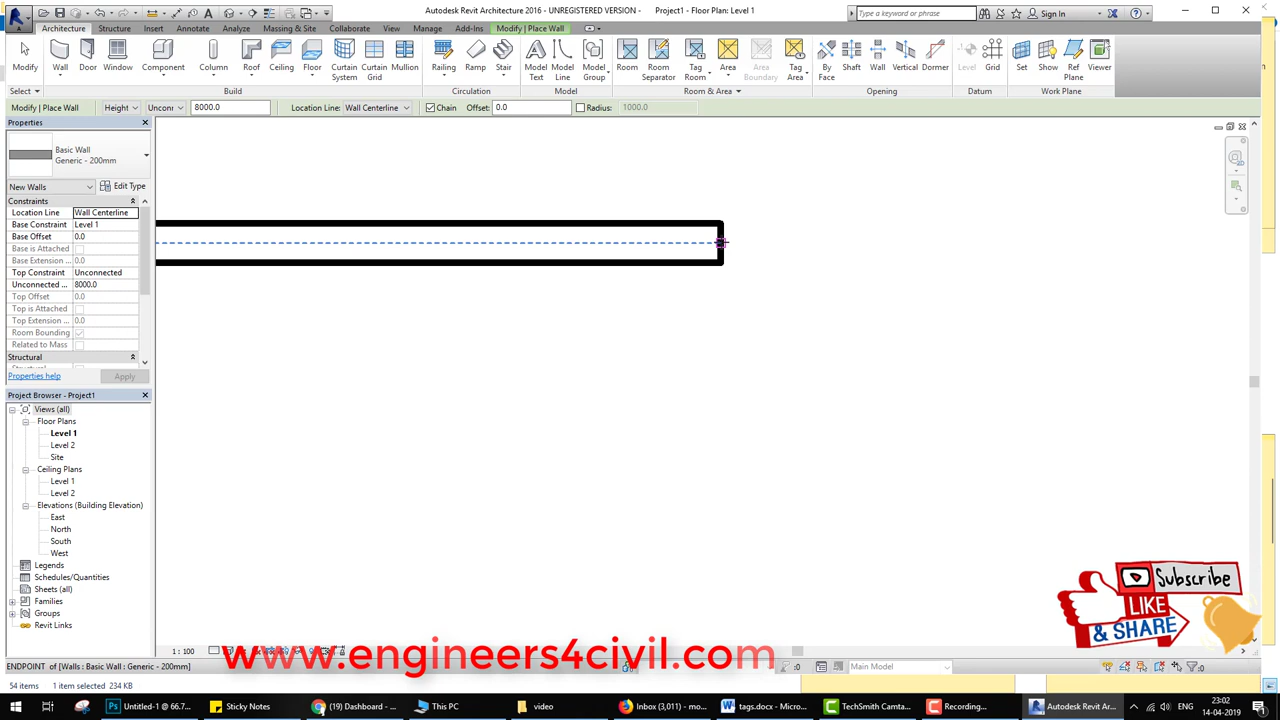 Autodesk Revit Architecture 2016 - UNREGISTERED VERSION - Project1 - Floor Plan: Level 1
Type a keyword or phrase
Sign In
Architecture Structure Insert Annotate Analyze Massing & Site Collaborate View Manage Add-Ins Modify | Place Wall
Modify Wall Door Window Component Column Roof Ceiling Floor Curtain System Curtain Grid Mullion Railing Ramp Stair Model Text Model Line Model Group Room Room Separator Tag Room Area Area Boundary Tag Area By Face Shaft Wall Vertical Dormer Level Grid Set Show Ref Plane Viewer
Select Build Circulation Model Room & Area Opening Datum Work Plane
Modify | Place Wall Height Unconr 8000.0 Location Line: Wall Centerline Chain Offset: 0.0 Radius: 1000.0
Properties
Basic Wall
Generic - 200mm
New Walls Edit Type
Constraints
Location Line Wall Centerline
Base Constraint Level 1
Base Offset 0.0
Base is Attached
Base Extension ... 0.0
Top Constraint Unconnected
Unconnected ... 8000.0
Top Offset 0.0
Top is Attached
Top Extension ... 0.0
Room Bounding
Related to Mass
Structural
Properties help Apply
Project Browser - Project1
Views (all)
Floor Plans
Level 1
Level 2
Site
Ceiling Plans
Level 1
Level 2
Elevations (Building Elevation)
East
North
South
West
Legends
Schedules/Quantities
Sheets (all)
Families
Groups
Revit Links
Subscribe
LIKE
& SHARE
1 : 100
www.engineers4civil.com
ENDPOINT of [Walls : Basic Wall : Generic - 200mm]
:0 Main Model :0
54 items 1 item selected 234 KB
Untitled-1 @ 66.7... Sticky Notes (19) Dashboard - ... This PC video Inbox (3,011) - mo... tags.docx - Micros... TechSmith Camta... Recording... Autodesk Revit Ar...
23:02
14-04-2019